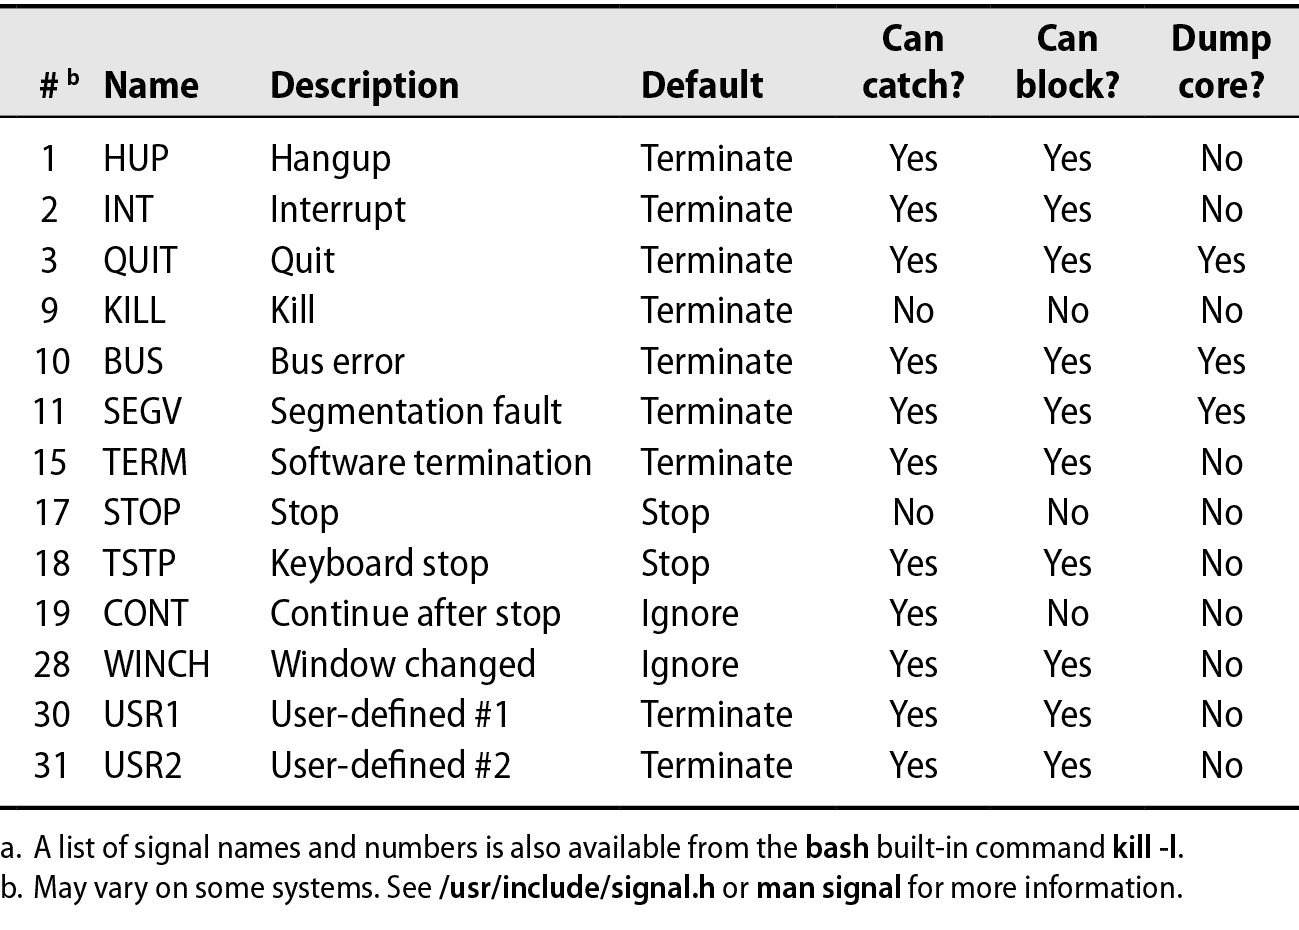 Can Can Dump
# b Name Description Default catch? block? core?
1 HUP Hangup Terminate Yes Yes No
2 INT Interrupt Terminate Yes Yes No
3 QUIT Quit Terminate Yes Yes Yes
9 KILL Kill Terminate No No No
10 BUS Bus error Terminate Yes Yes Yes
11 SEGV Segmentation fault Terminate Yes Yes Yes
15 TERM Software termination Terminate Yes Yes No
17 STOP Stop Stop No No No
18 TSTP Keyboard stop Stop Yes Yes No
19 CONT Continue after stop Ignore Yes No No
28 WINCH Window changed Ignore Yes Yes No
30 USR1 User-defined #1 Terminate Yes Yes No
31 USR2 User-defined #2 Terminate Yes Yes No
a. A list of signal names and numbers is also available from the bash built-in command kill -l.
b. May vary on some systems. See /usr/include/signal.h or man signal for more information.